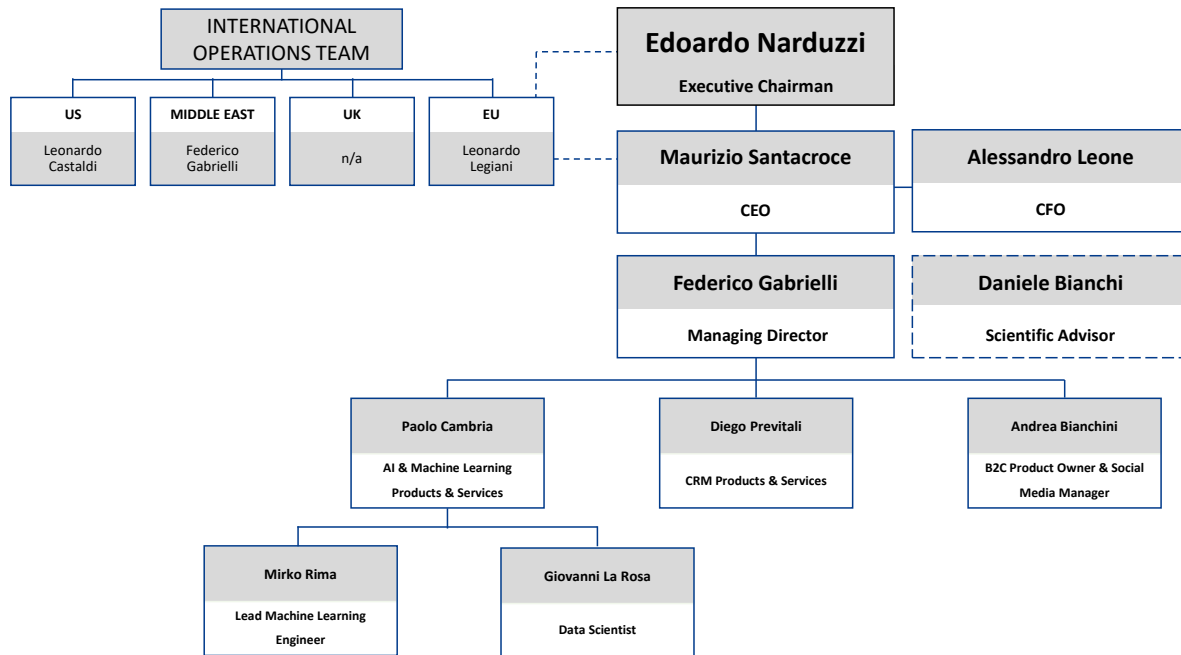 INTERNATIONAL
OPERATIONS TEAM
US
Leonardo
Castaldi
MIDDLE EAST
Federico
Gabrielli
UK
n/a
EU
Leonardo
Legiani
Edoardo Narduzzi
Executive Chairman
Maurizio Santacroce
CEO
Alessandro Leone
CFO
Federico Gabrielli
Managing Director
Daniele Bianchi
Scientific Advisor
Paolo Cambria
AI & Machine Learning
Products & Services
Diego Previtali
CRM Products & Services
Andrea Bianchini
B2C Product Owner & Social
Media Manager
Mirko Rima
Lead Machine Learning
Engineer
Giovanni La Rosa
Data Scientist